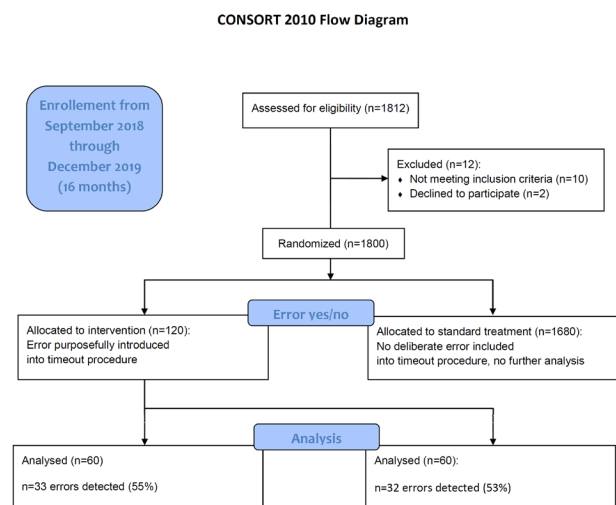 CONSORT 2010 Flow Diagram
Enrollement from
September 2018
through
December 2019
(16 months)
Assessed for eligibility (n=1812)
Excluded (n=12):
♦ Not meeting inclusion criteria (n=10)
♦ Declined to participate (n=2)
Randomized (n=1800)
Error yes/no
Allocated to intervention (n=120):
Error purposefully introduced
into timeout procedure
Allocated to standard treatment (n=1680):
No deliberate error included
into timeout procedure, no further analysis
Analysis
Analysed (n=60)
n=33 errors detected (55%)
Analysed (n=60):
n=32 errors detected (53%)